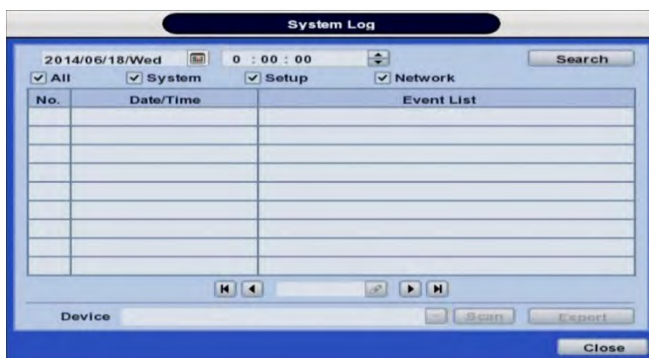 System Log
2014/06/18/Wed 0 : 00 : 00 Search
All System Setup Network
No. Date/Time Event List
Device Scan Export
Close